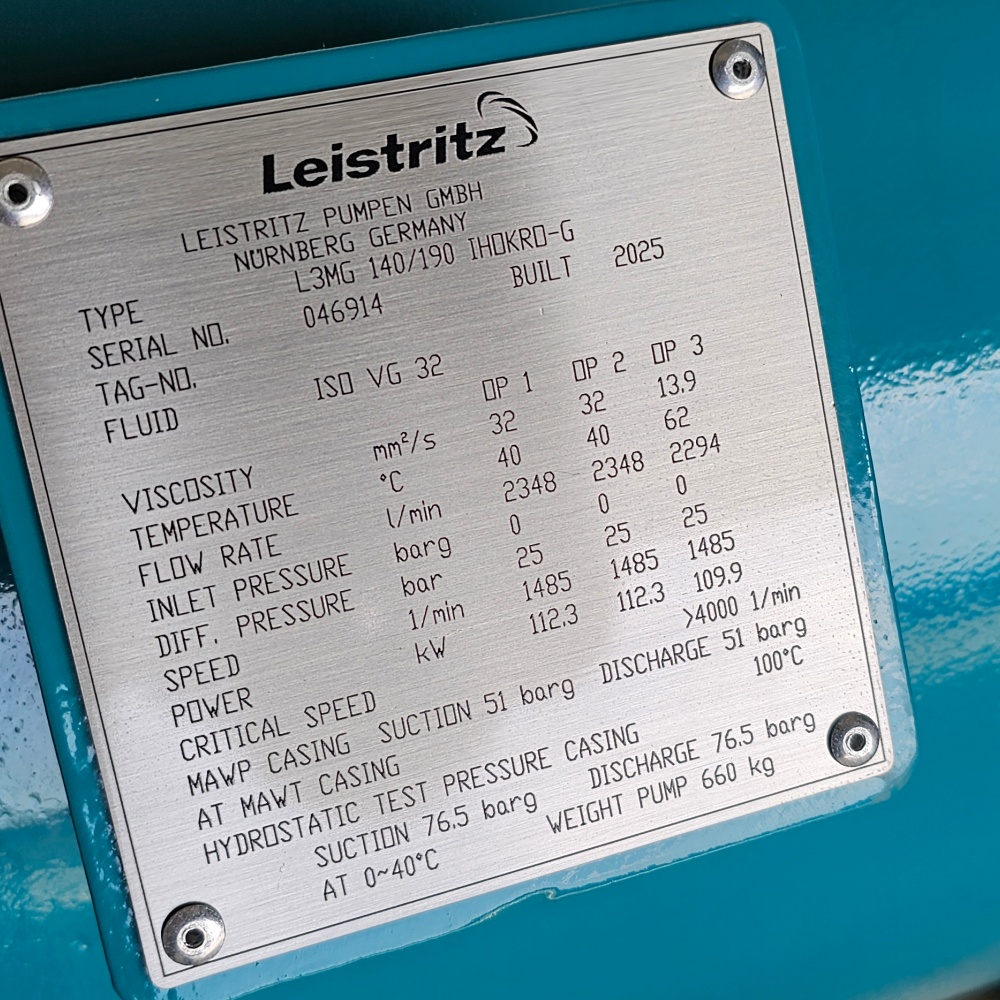 Leistritz
LEISTRITZ PUMPEN GMBH
NÜRNBERG GERMANY
TYPE L3MG 140/190 IHOKRO-G
SERIAL NO. 046914 BUILT 2025
TAG-NO.
FLUID ISO VG 32
OP 1 OP 2 OP 3
VISCOSITY mm²/s 32 32 13.9
TEMPERATURE °C 40 40 62
FLOW RATE l/min 2348 2348 2294
INLET PRESSURE barg 0 0 0
DIFF. PRESSURE bar 25 25 25
SPEED 1/min 1485 1485 1485
POWER kW 112.3 112.3 109.9
CRITICAL SPEED >4000 1/min
MAWP CASING SUCTION 51 barg DISCHARGE 51 barg
AT MAWT CASING 100°C
HYDROSTATIC TEST PRESSURE CASING
SUCTION 76.5 barg DISCHARGE 76.5 barg
AT 0~40°C WEIGHT PUMP 660 kg